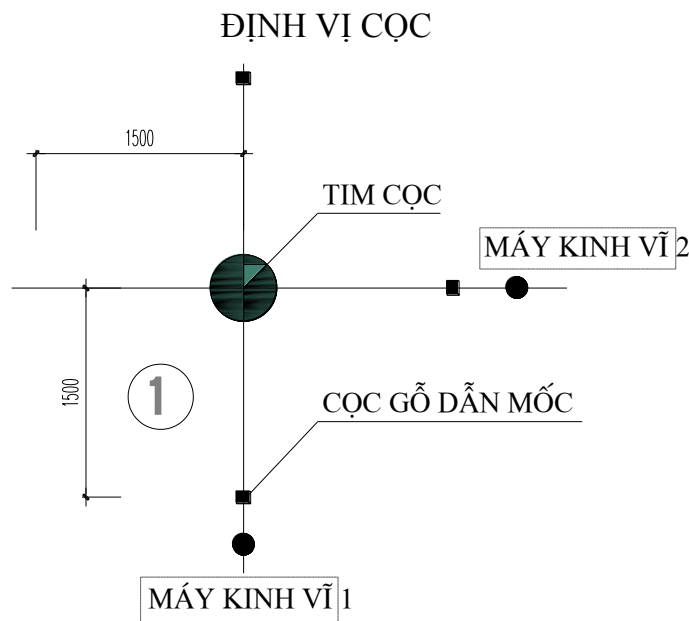 ĐỊNH VỊ CỌC
1500
TIM CỌC
MÁY KINH VĨ 2
1500
1
CỌC GỖ DẪN MỐC
MÁY KINH VĨ 1